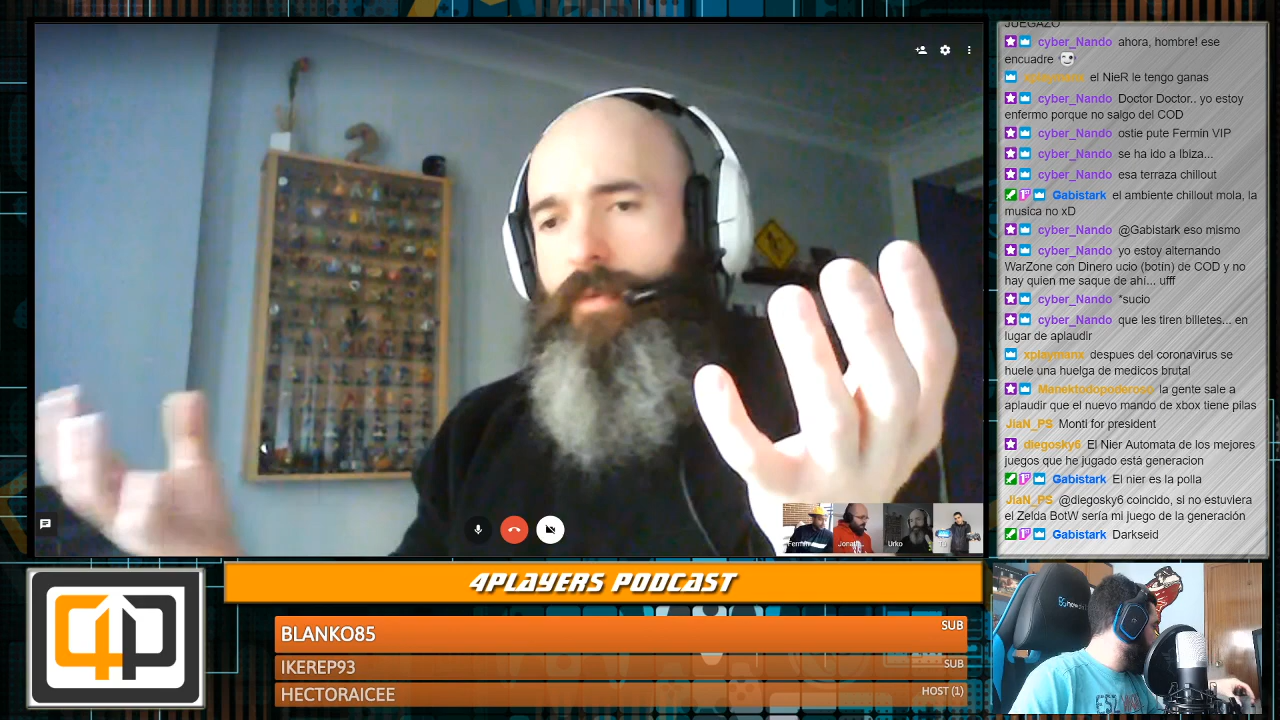 JUEGAZO
cyber_Nando ahora, hombre! ese
encuadre
el NieR le tengo ganas
cyber_Nando Doctor Doctor.. yo estoy
enfermo porque no salgo del COD
cyber_Nando ostie pute Fermin VIP
cyber_Nando se ha ido a Ibiza...
cyber_Nando esa terraza chillout
Gabistark el ambiente chillout mola, la
musica no xD
cyber_Nando @Gabistark eso mismo
cyber_Nando yo estoy alternando
WarZone con Dinero ucio (botín) de COD y no
hay quien me saque de ahí... ufff
cyber_Nando *sucio
cyber_Nando que les tiren billetes... en
lugar de aplaudir
xplaymanx despues del coronavirus se
huele una huelga de medicos brutal
Manektodopoderoso la gente sale a
aplaudir que el nuevo mando de xbox tiene pilas
JiaN_PS Montl for president
diegosky6 El Nier Automata de los mejores
juegos que he jugado está generacion
Gabistark El nier es la polla
JiaN_PS @diegosky6 coincido, si no estuviera
el Zelda BotW sería mi juego de la generación
Gabistark Darkseid
Fermin
Jonat...
Urko
4P
4PLAYERS PODCAST
BLANKO85 SUB
IKEREP93 SUB
HECTORAICEE HOST (1)